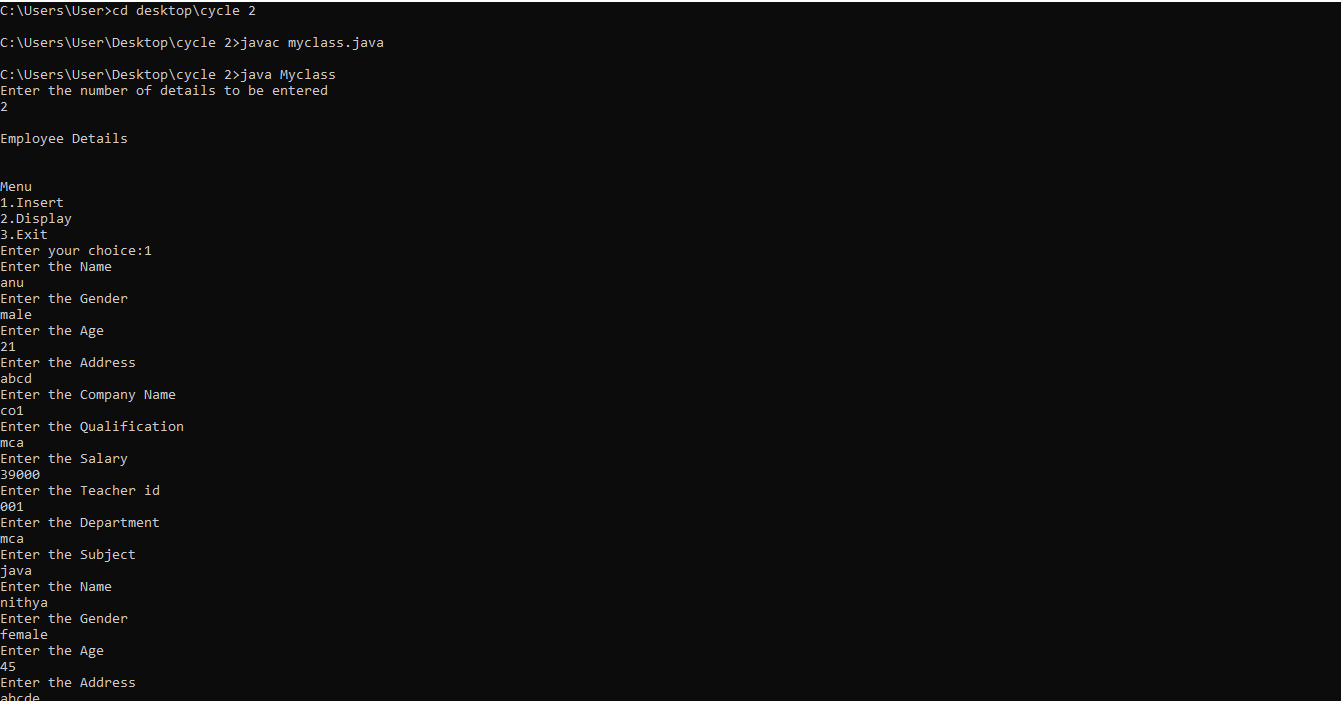 C:\Users\User>cd desktop\cycle 2
C:\Users\User\Desktop\cycle 2>javac myclass.java
C:\Users\User\Desktop\cycle 2>java Myclass
Enter the number of details to be entered
2
Employee Details
Menu
1.Insert
2.Display
3.Exit
Enter your choice:1
Enter the Name
anu
Enter the Gender
male
Enter the Age
21
Enter the Address
abcd
Enter the Company Name
co1
Enter the Qualification
mca
Enter the Salary
39000
Enter the Teacher id
001
Enter the Department
mca
Enter the Subject
java
Enter the Name
nithya
Enter the Gender
female
Enter the Age
45
Enter the Address
abcde